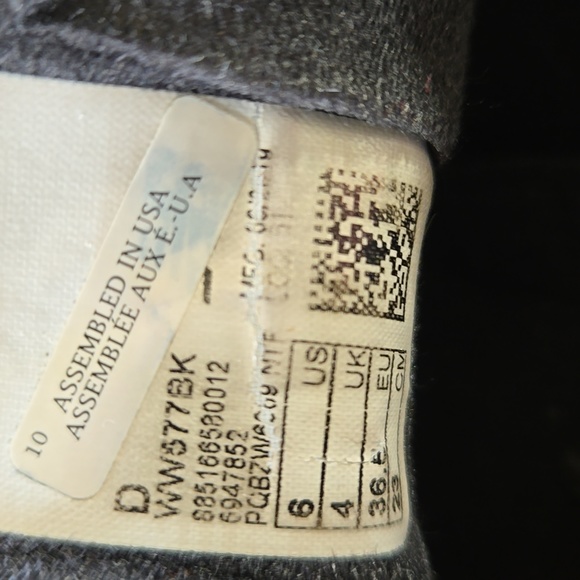 10 ASSEMBLED IN USA
ASSEMBLÉE AUX É.-U.A
D
WW577BK
885166580012
6947852
US UK EU CM
6 4 36.5 23